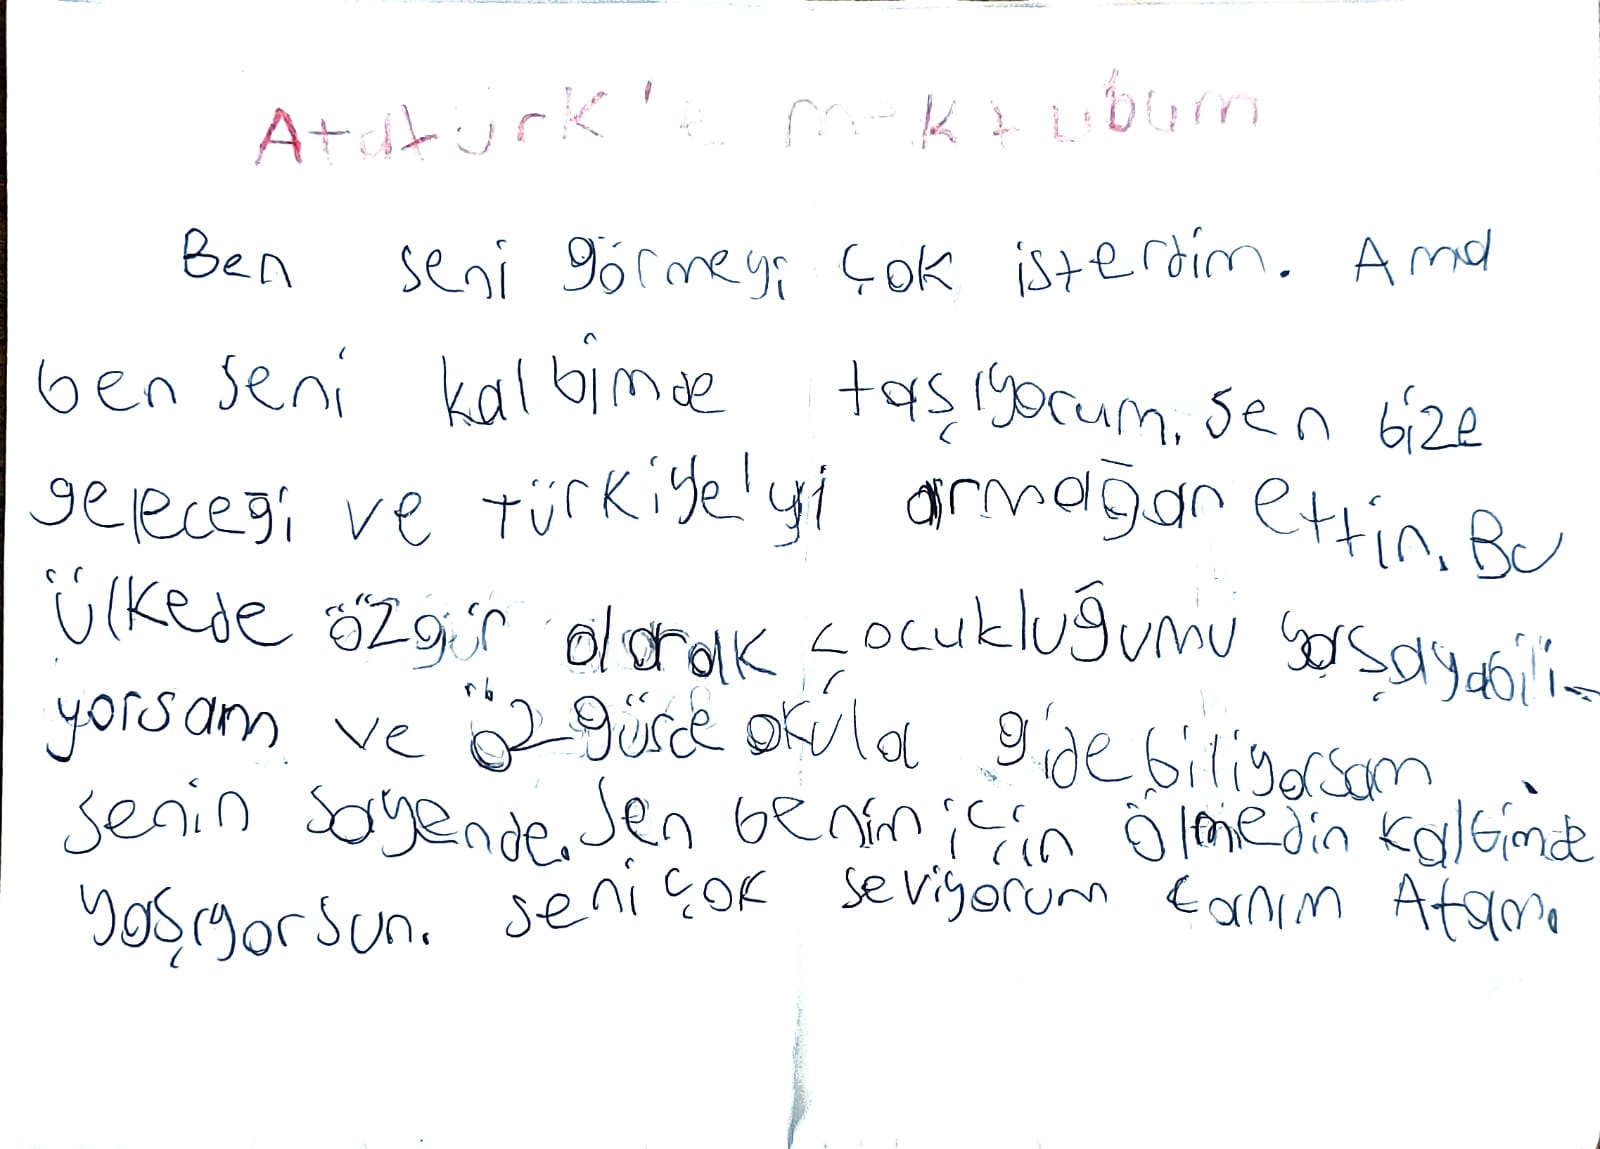 Atatürk'e mektubum
Ben seni görmeyi çok isterdim. Ama
ben seni kalbimde taşıyorum. Sen bize
geleceği ve türkiye'yi armağan ettin. Bu
ülkede özgür olarak çocukluğumu yaşayabili-
yorsam ve özgürce okula gidebiliyorsam
senin sayende. Sen benim için ölmedin kalbimde
yaşıyorsun. seni çok seviyorum canım Atam.